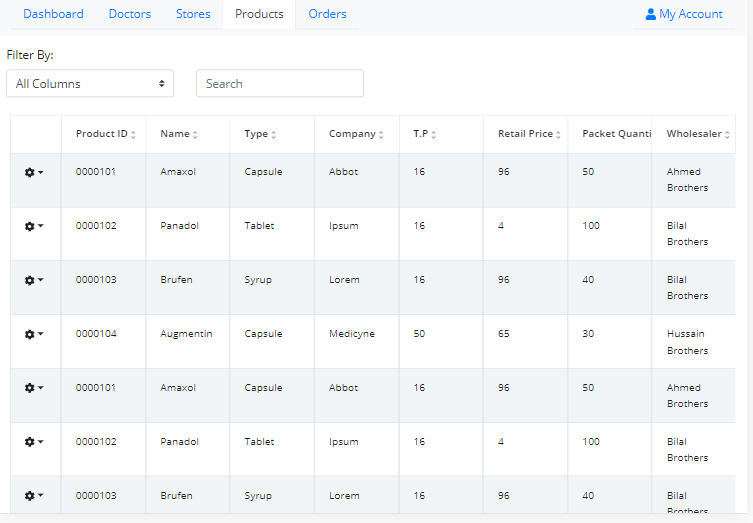 Dashboard Doctors Stores Products Orders My Account
Filter By:
All Columns Search
Product ID Name Type Company T.P Retail Price Packet Quanti Wholesaler
0000101 Amaxol Capsule Abbot 16 96 50 Ahmed
Brothers
0000102 Panadol Tablet Ipsum 16 4 100 Bilal
Brothers
0000103 Brufen Syrup Lorem 16 96 40 Bilal
Brothers
0000104 Augmentin Capsule Medicyne 50 65 30 Hussain
Brothers
0000101 Amaxol Capsule Abbot 16 96 50 Ahmed
Brothers
0000102 Panadol Tablet Ipsum 16 4 100 Bilal
Brothers
0000103 Brufen Syrup Lorem 16 96 40 Bilal
Brothers